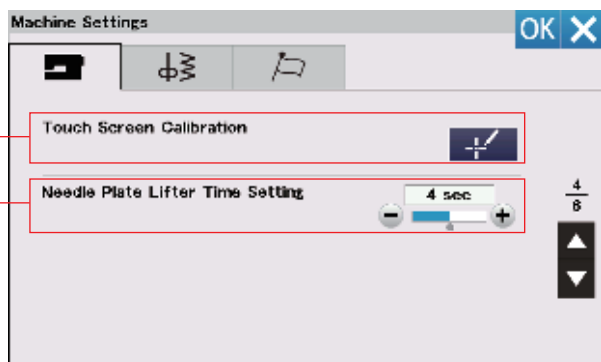 Machine Settings
OK
Touch Screen Calibration
Needle Plate Lifter Time Setting
4 sec
4
8